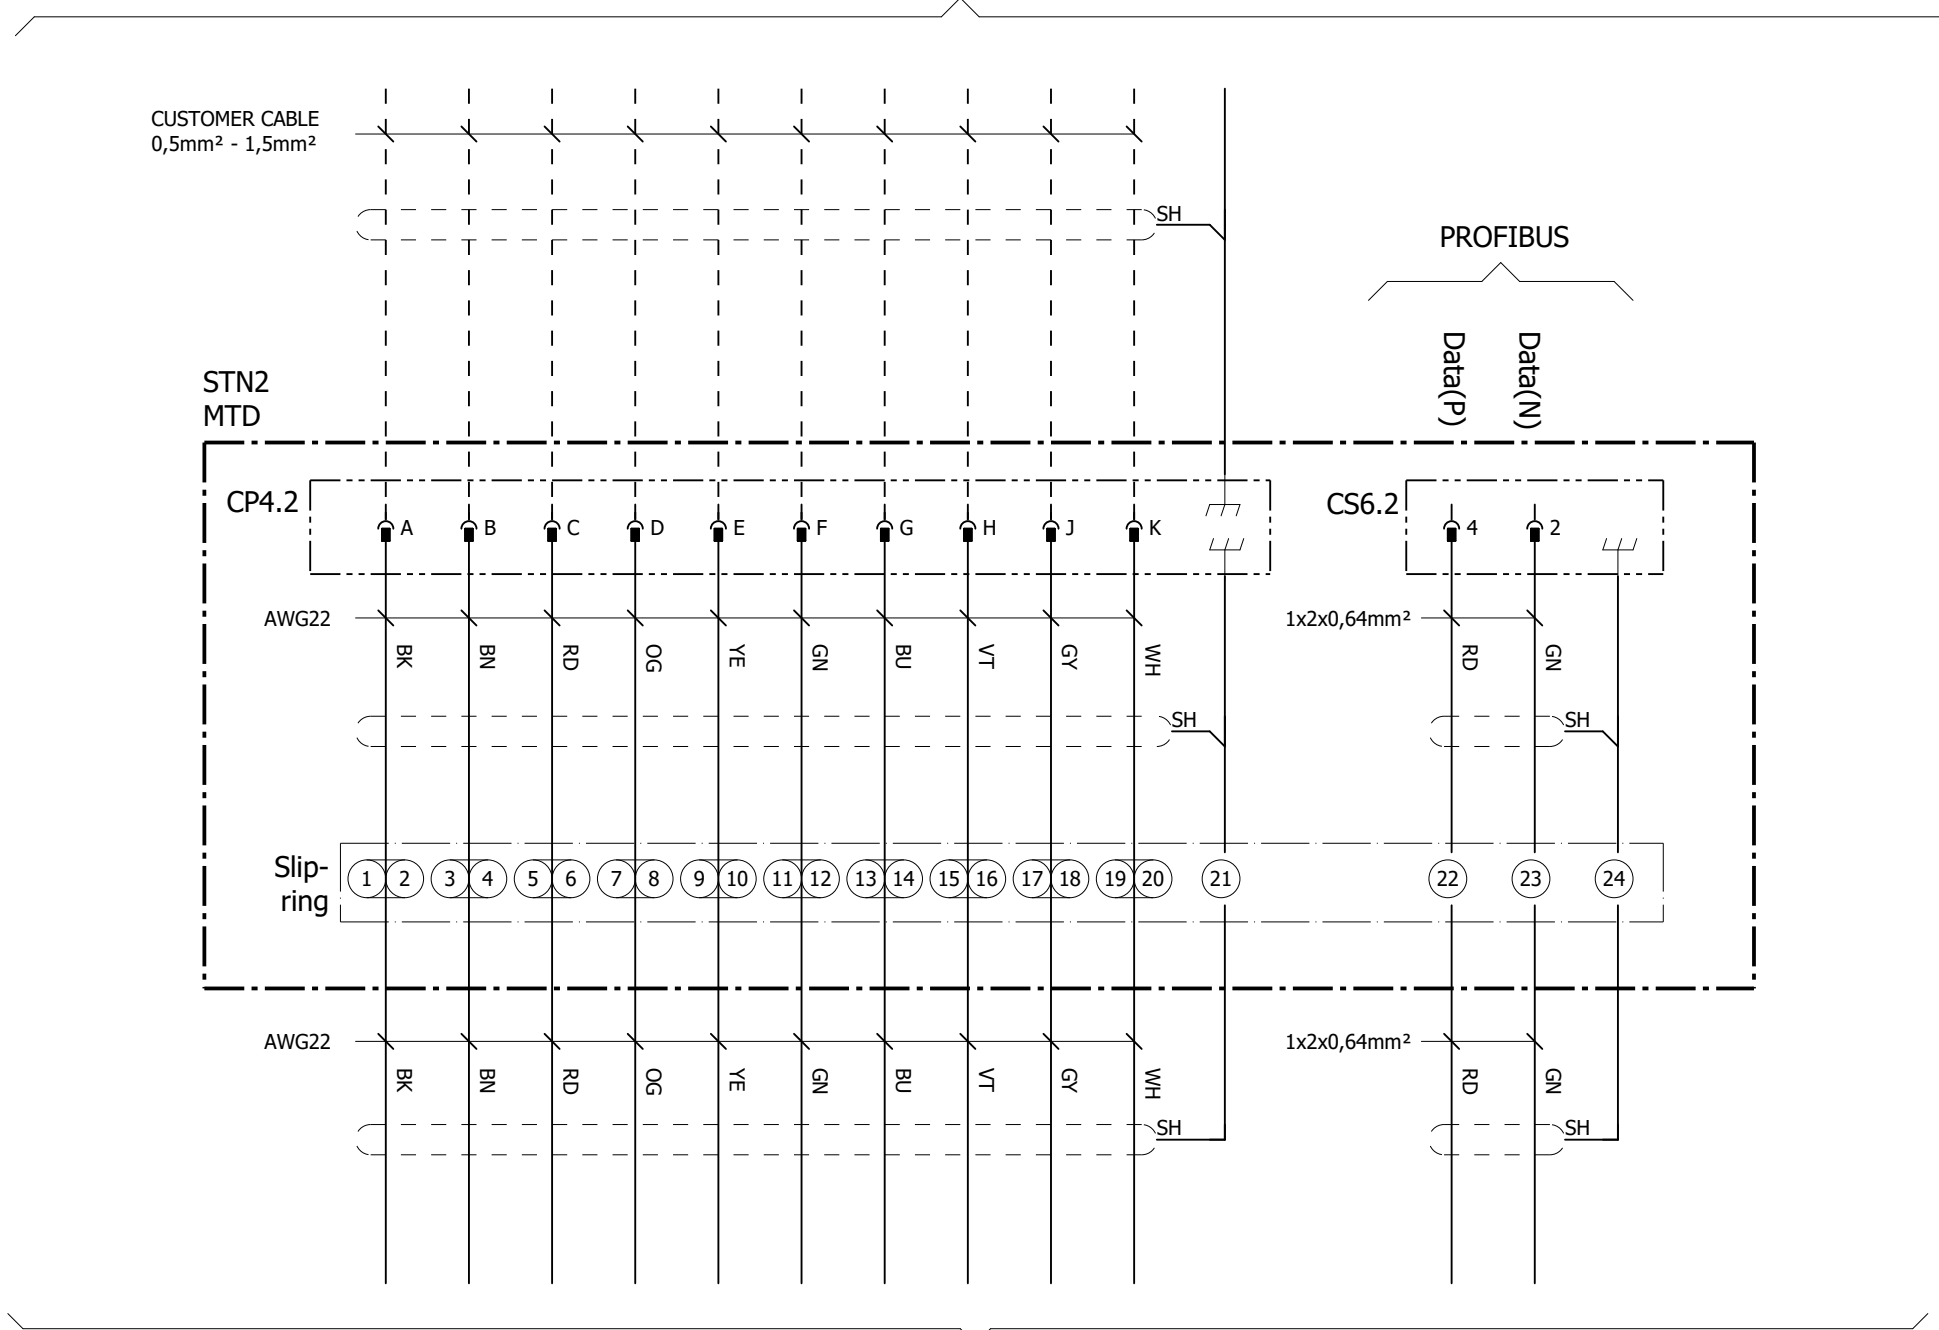 CUSTOMER CABLE
0,5mm² - 1,5mm²
SH
PROFIBUS
Data(P) Data(N)
STN2
MTD
CP4.2
A B C D E F G H J K
CS6.2
4 2
AWG22
1x2x0,64mm²
BK BN RD OG YE GN BU VT GY WH
RD GN
SH
SH
Slip-
ring
1 2 3 4 5 6 7 8 9 10 11 12 13 14 15 16 17 18 19 20 21 22 23 24
AWG22
1x2x0,64mm²
BK BN RD OG YE GN BU VT GY WH
RD GN
SH
SH